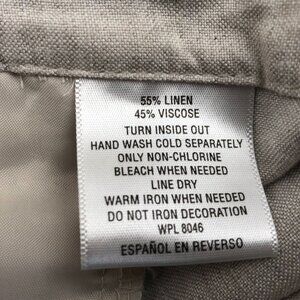 55% LINEN
45% VISCOSE
TURN INSIDE OUT
HAND WASH COLD SEPARATELY
ONLY NON-CHLORINE
BLEACH WHEN NEEDED
LINE DRY
WARM IRON WHEN NEEDED
DO NOT IRON DECORATION
WPL 8046
ESPAÑOL EN REVERSO